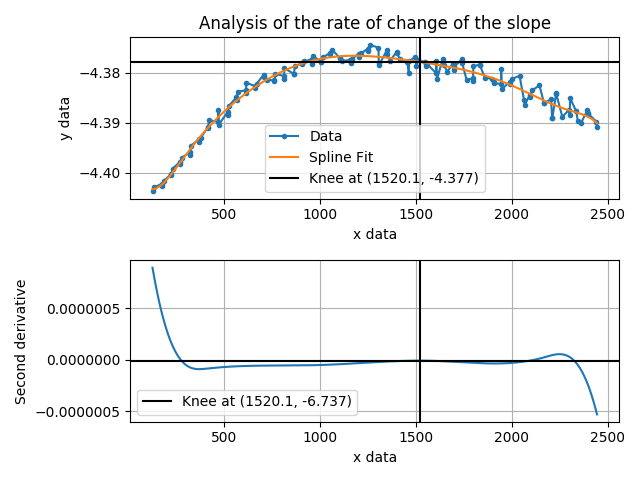 Analysis of the rate of change of the slope
−4.38
−4.39
−4.40
y data
Data
Spline Fit
Knee at (1520.1, -4.377)
500
1000
1500
2000
2500
x data
0.0000005
0.0000000
−0.0000005
Second derivative
Knee at (1520.1, -6.737)
500
1000
1500
2000
2500
x data